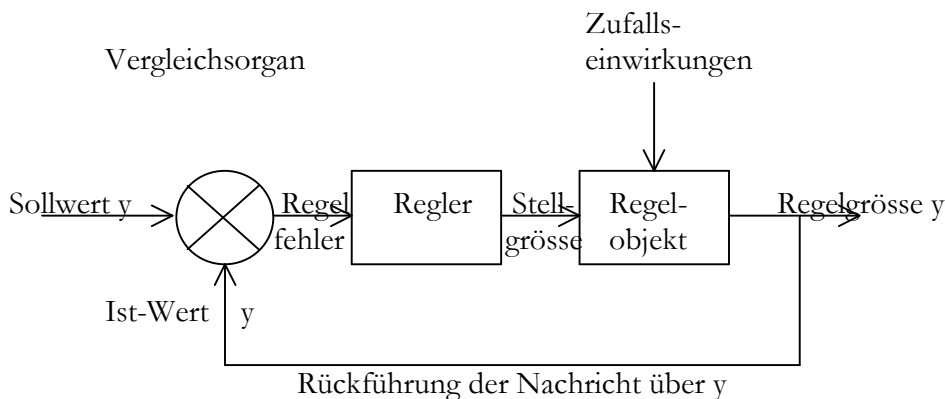 Zufalls-
einwirkungen
Vergleichsorgan
Sollwert y
Regel
fehler
Regler
Stell-
grösse
Regel-
objekt
Regelgrösse y
Ist-Wert y
Rückführung der Nachricht über y